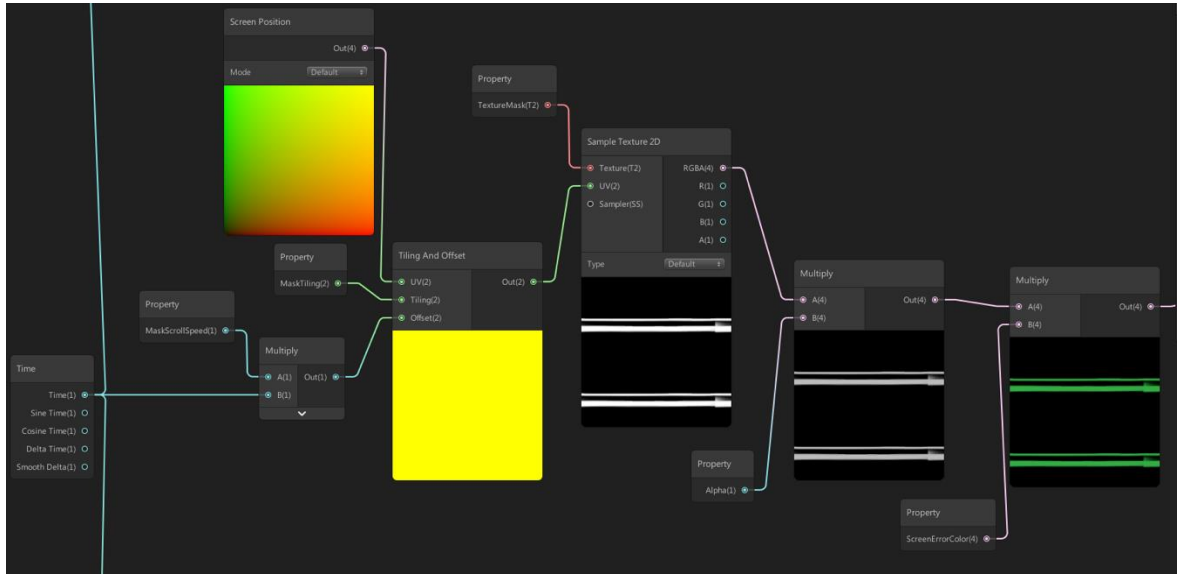 Screen Position
Out(4)
Mode
Default
Property
TextureMask(T2)
Sample Texture 2D
Texture(T2)
RGBA(4)
UV(2)
R(1)
Sampler(SS)
G(1)
B(1)
A(1)
Type
Default
Property
MaskTiling(2)
Tiling And Offset
UV(2)
Out(2)
Tiling(2)
Offset(2)
Property
MaskScrollSpeed(1)
Multiply
A(1)
Out(1)
B(1)
Time
Time(1)
Sine Time(1)
Cosine Time(1)
Delta Time(1)
Smooth Delta(1)
Multiply
A(4)
Out(4)
B(4)
Property
Alpha(1)
Multiply
A(4)
Out(4)
B(4)
Property
ScreenErrorColor(4)